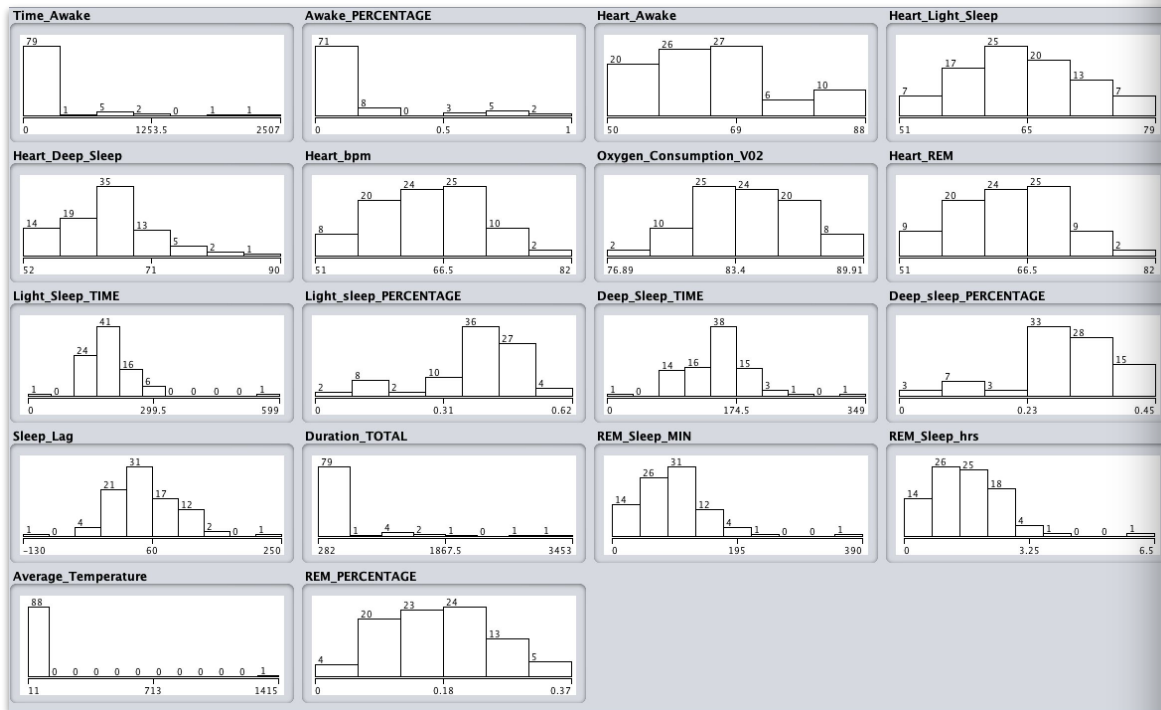 Time_Awake Awake_PERCENTAGE Heart_Awake Heart_Light_Sleep
79 1 5 2 0 1 1
0 1253.5 2507
71 8 0 3 5 2
0 0.5 1
20 26 27 6 10
50 69 88
7 17 25 20 13 7
51 65 79
Heart_Deep_Sleep Heart_bpm Oxygen_Consumption_V02 Heart_REM
14 19 35 13 5 2 1
52 71 90
8 20 24 25 10 2
51 66.5 82
2 10 25 24 20 8
76.89 83.4 89.91
9 20 24 25 9 2
51 66.5 82
Light_Sleep_TIME Light_sleep_PERCENTAGE Deep_Sleep_TIME Deep_sleep_PERCENTAGE
1 0 24 41 16 6 0 0 0 0 1
0 299.5 599
2 8 2 10 36 27 4
0 0.31 0.62
1 0 14 16 38 15 3 1 0 1
0 174.5 349
3 7 3 33 28 15
0 0.23 0.45
Sleep_Lag Duration_TOTAL REM_Sleep_MIN REM_Sleep_hrs
1 0 4 21 31 17 12 2 0 1
-130 60 250
79 1 4 2 1 0 1 1
282 1867.5 3453
14 26 31 12 4 1 0 0 1
0 195 390
14 26 25 18 4 1 0 0 1
0 3.25 6.5
Average_Temperature REM_PERCENTAGE
88 0 0 0 0 0 0 0 0 0 0 1
11 713 1415
4 20 23 24 13 5
0 0.18 0.37